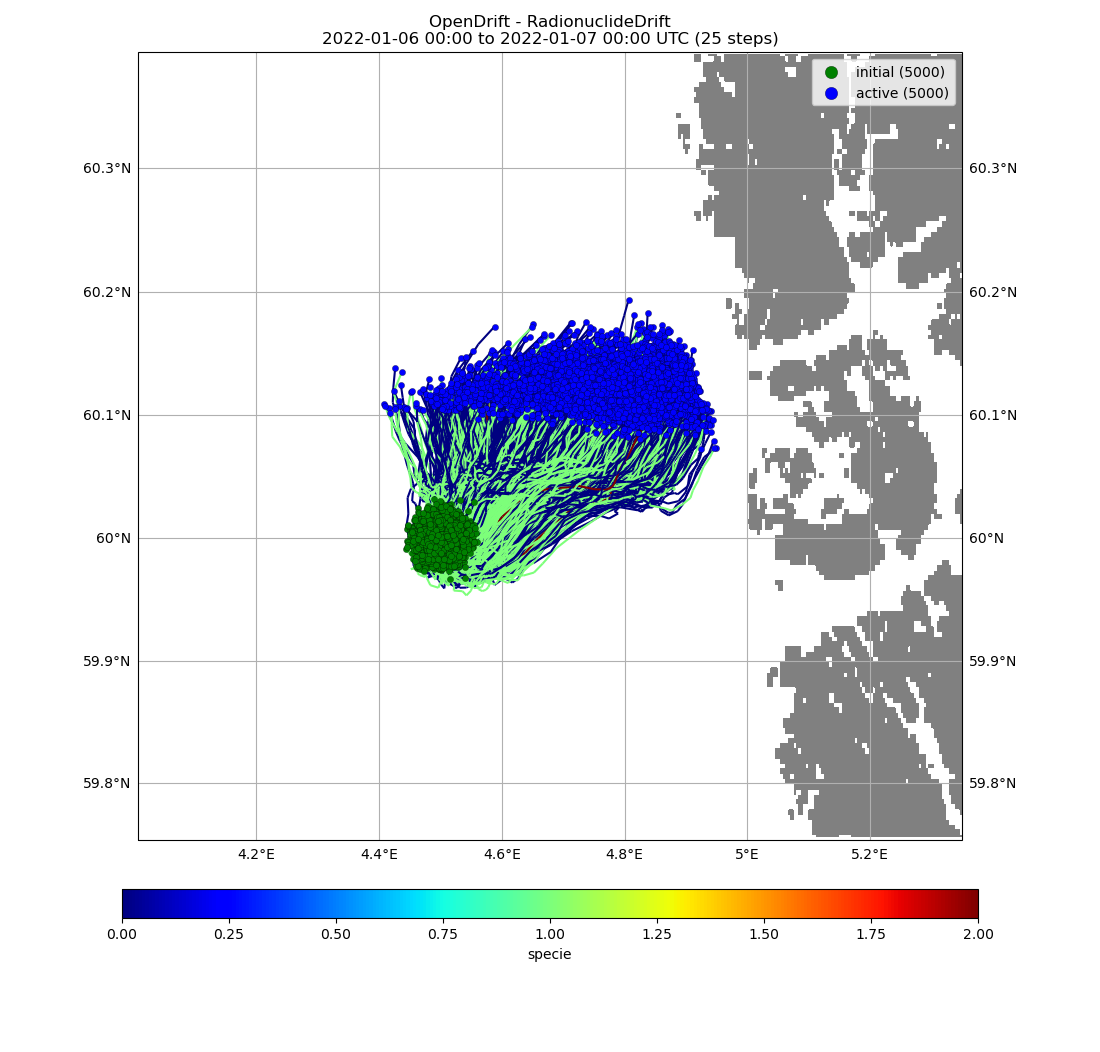 OpenDrift - RadionuclideDrift
2022-01-06 00:00 to 2022-01-07 00:00 UTC (25 steps)
initial (5000)
active (5000)
60.3°N
60.3°N
60.2°N
60.2°N
60.1°N
60.1°N
60°N
60°N
59.9°N
59.9°N
59.8°N
59.8°N
4.2°E 4.4°E 4.6°E 4.8°E 5°E 5.2°E
0.00 0.25 0.50 0.75 1.00 1.25 1.50 1.75 2.00
specie